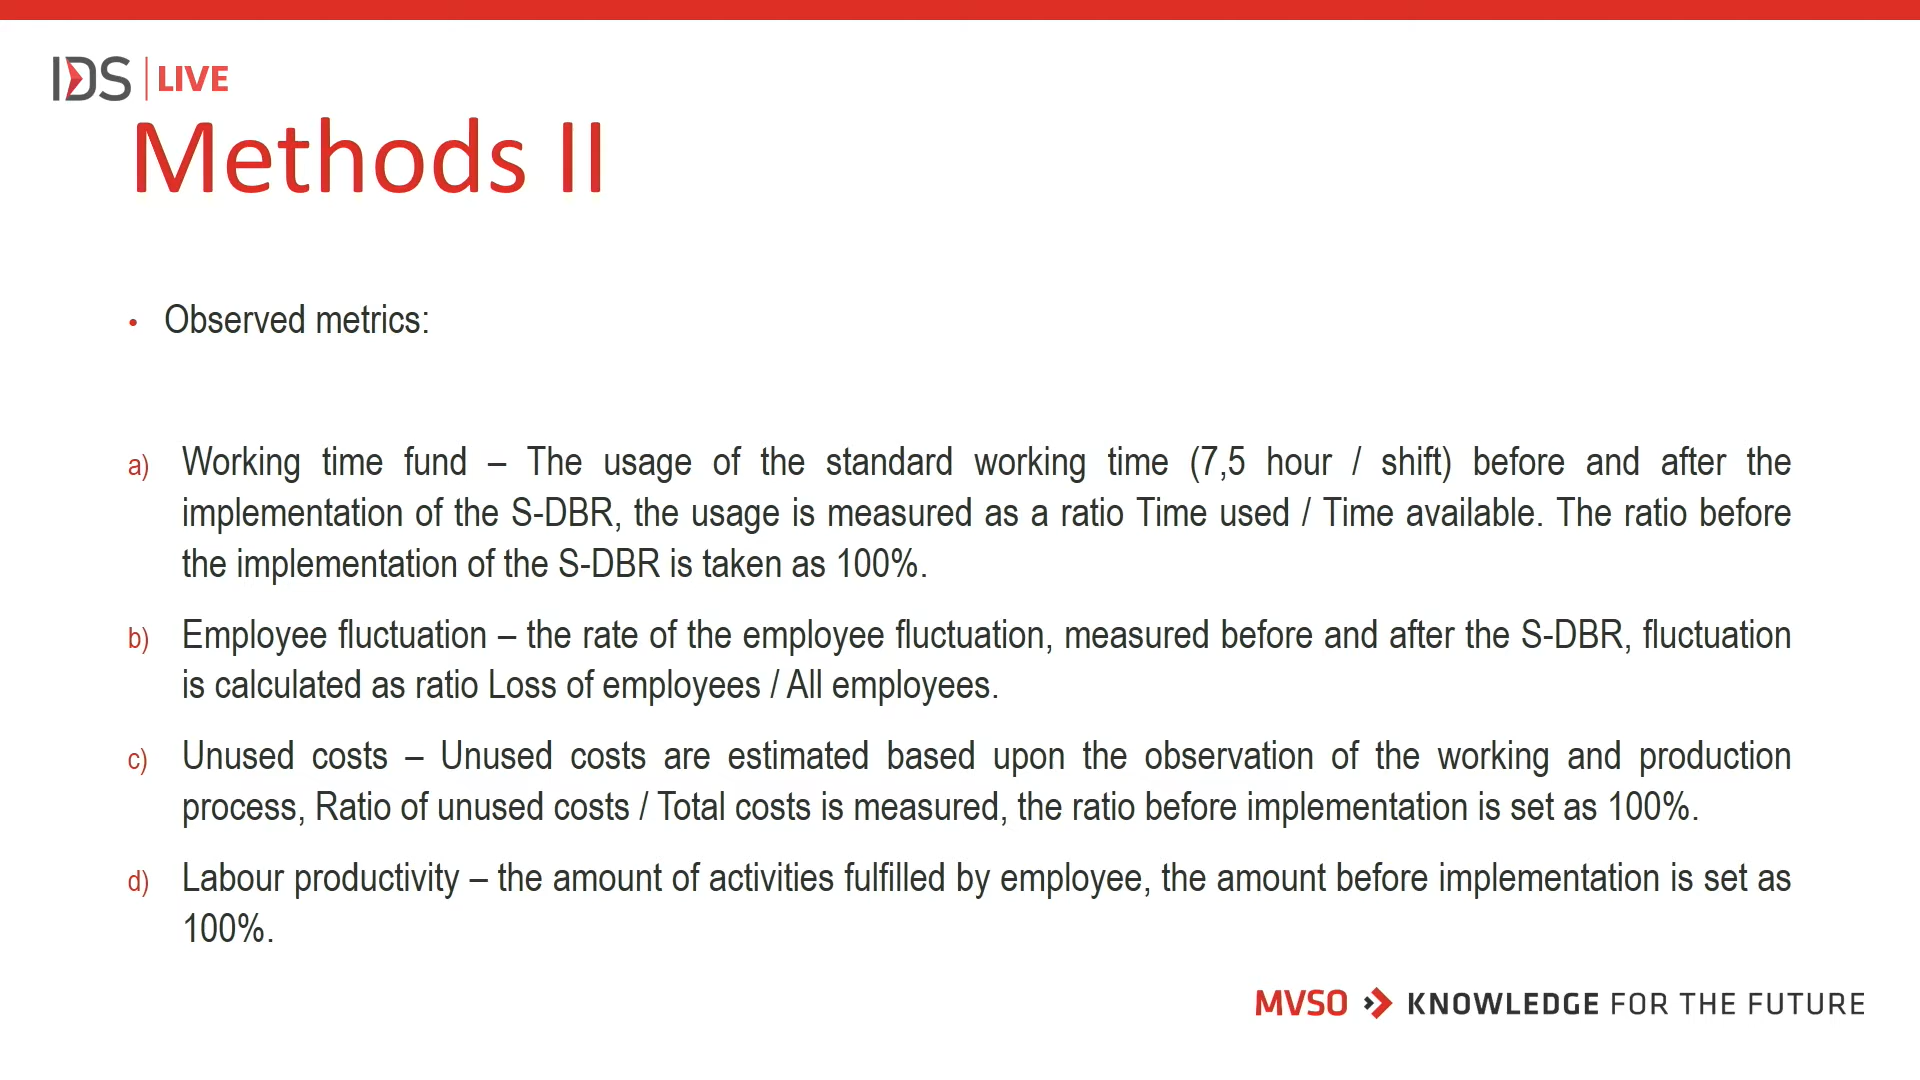 IDS | LIVE
Methods II
• Observed metrics:
a) Working time fund – The usage of the standard working time (7,5 hour / shift) before and after the
implementation of the S-DBR, the usage is measured as a ratio Time used / Time available. The ratio before
the implementation of the S-DBR is taken as 100%.
b) Employee fluctuation – the rate of the employee fluctuation, measured before and after the S-DBR, fluctuation
is calculated as ratio Loss of employees / All employees.
c) Unused costs – Unused costs are estimated based upon the observation of the working and production
process, Ratio of unused costs / Total costs is measured, the ratio before implementation is set as 100%.
d) Labour productivity – the amount of activities fulfilled by employee, the amount before implementation is set as
100%.
MVSO KNOWLEDGE FOR THE FUTURE